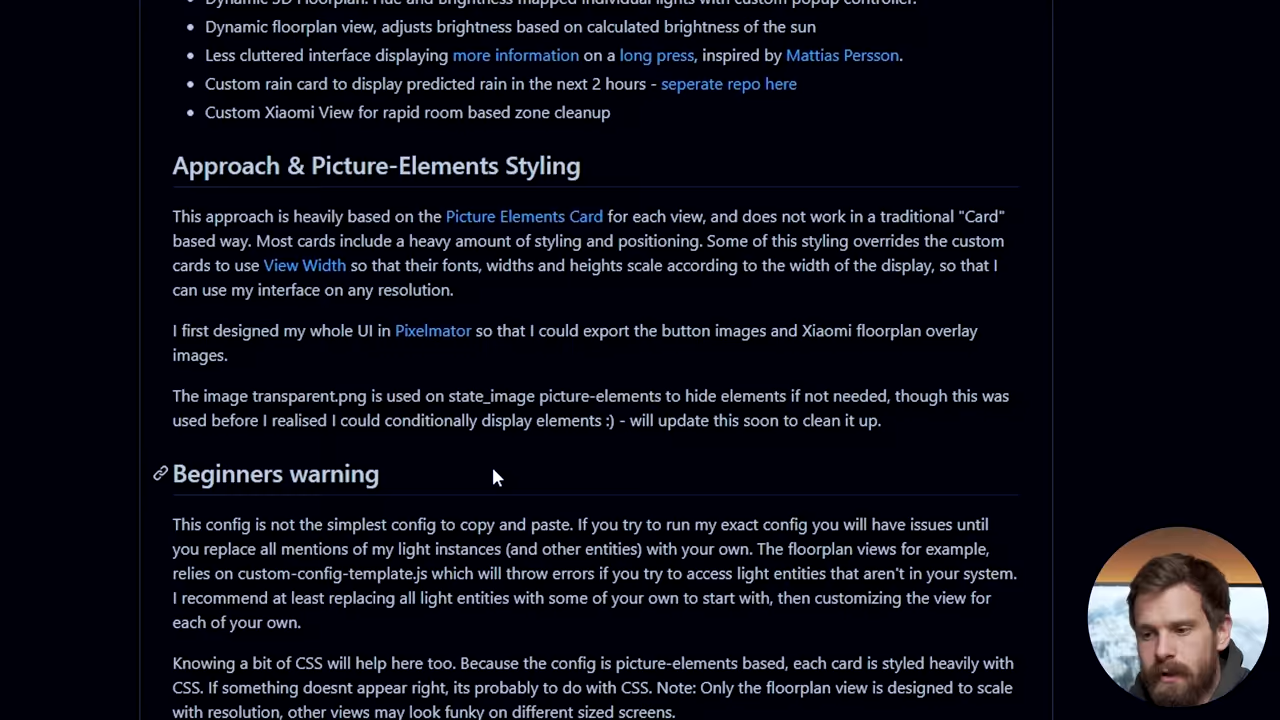 Dynamic 3D Floorplan: Hue and Brightness mapped individual lights with custom popup controller.
Dynamic floorplan view, adjusts brightness based on calculated brightness of the sun
Less cluttered interface displaying more information on a long press, inspired by Mattias Persson.
Custom rain card to display predicted rain in the next 2 hours - seperate repo here
Custom Xiaomi View for rapid room based zone cleanup
Approach & Picture-Elements Styling
This approach is heavily based on the Picture Elements Card for each view, and does not work in a traditional "Card"
based way. Most cards include a heavy amount of styling and positioning. Some of this styling overrides the custom
cards to use View Width so that their fonts, widths and heights scale according to the width of the display, so that I
can use my interface on any resolution.
I first designed my whole UI in Pixelmator so that I could export the button images and Xiaomi floorplan overlay
images.
The image transparent.png is used on state_image picture-elements to hide elements if not needed, though this was
used before I realised I could conditionally display elements :) - will update this soon to clean it up.
Beginners warning
This config is not the simplest config to copy and paste. If you try to run my exact config you will have issues until
you replace all mentions of my light instances (and other entities) with your own. The floorplan views for example,
relies on custom-config-template.js which will throw errors if you try to access light entities that aren't in your system.
I recommend at least replacing all light entities with some of your own to start with, then customizing the view for
each of your own.
Knowing a bit of CSS will help here too. Because the config is picture-elements based, each card is styled heavily with
CSS. If something doesnt appear right, its probably to do with CSS. Note: Only the floorplan view is designed to scale
with resolution, other views may look funky on different sized screens.